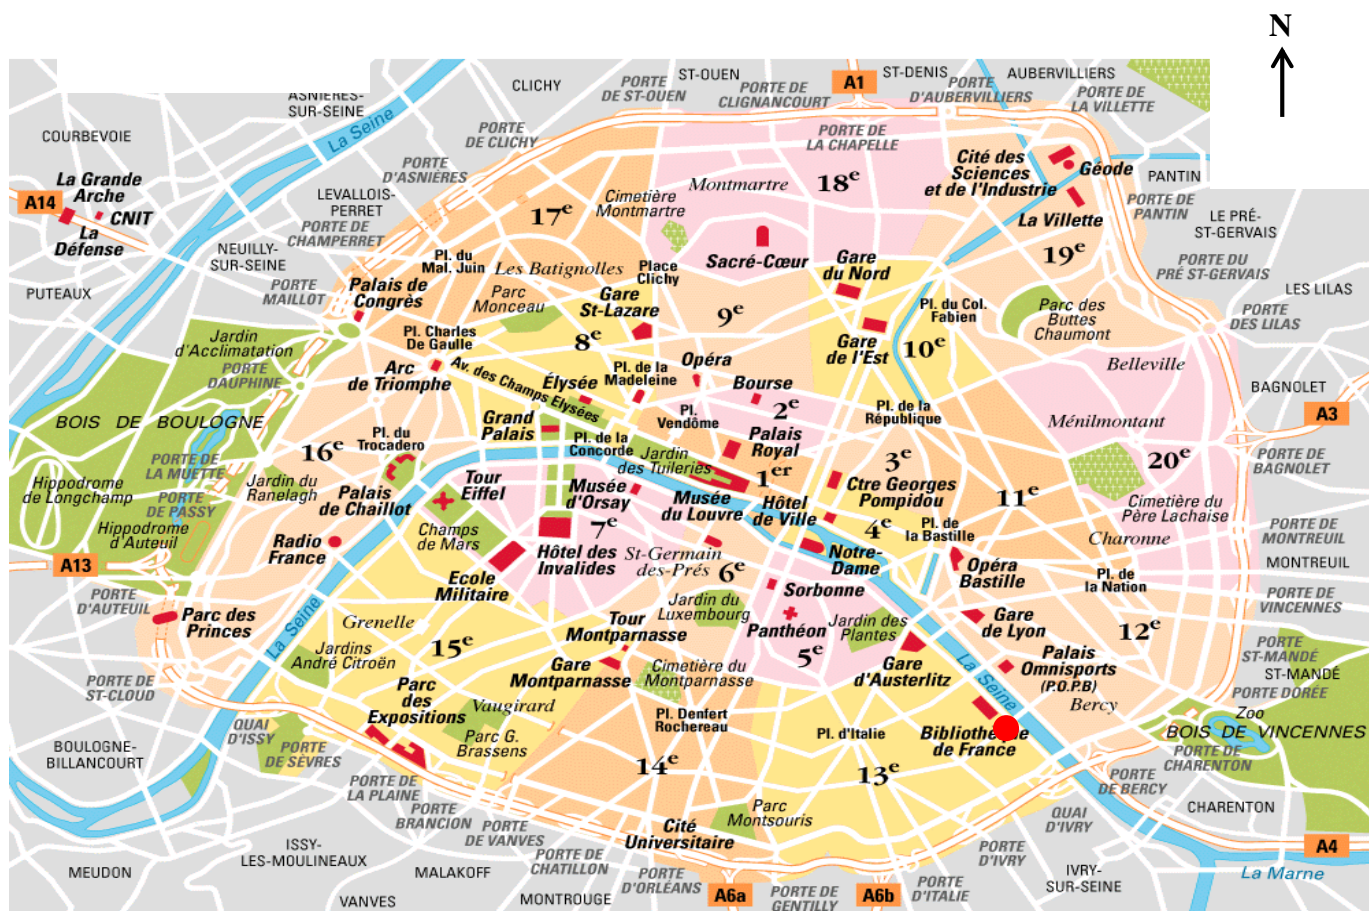 N
ASNIÈRES-
SUR-SEINE
CLICHY
PORTE
DE ST-OUEN
ST-OUEN
PORTE DE
CLIGNANCOURT
A1
ST-DENIS
PORTE
D'AUBERVILLIERS
AUBERVILLIERS
PORTE DE
LA VILLETTE
COURBEVOIE
La Seine
PORTE
DE CLICHY
PORTE DE
LA CHAPELLE
PORTE
D'ASNIÈRES
La Grande
Arche
A14
CNIT
La
Défense
LEVALLOIS-
PERRET
PORTE DE
CHAMPERRET
17e
Cimetière
Montmartre
Montmartre
18e
Cité des
Sciences
et de l'Industrie
Géode
PANTIN
La Villette
PORTE DE
PANTIN
LE PRÉ-
ST-GERVAIS
NEUILLY-
SUR-SEINE
PUTEAUX
PORTE
MAILLOT
Pl. du
Mal. Juin
Les Batignolles
Place
Clichy
Sacré-Cœur
Gare
du Nord
19e
PORTE DU
PRÉ ST-GERVAIS
LES LILAS
Palais de
Congrès
Parc
Monceau
Gare
St-Lazare
9e
Pl. du Col.
Fabien
Parc des
Buttes
Chaumont
PORTE
DES LILAS
Jardin
d'Acclimatation
Pl. Charles
De Gaulle
8e
Gare
de l'Est
10e
PORTE
DAUPHINE
Arc
de Triomphe
Av. des Champs Elysées
Élysée
Pl. de la
Madeleine
Opéra
Bourse
Belleville
BAGNOLET
A3
BOIS DE BOULOGNE
Grand
Palais
Pl.
Vendôme
2e
Pl. de la
République
Ménilmontant
16e
Pl. du
Trocadero
Pl. de la
Concorde
Palais
Royal
PORTE DE
LA MUETTE
Jardin
des Tuileries
1er
3e
20e
PORTE DE
BAGNOLET
Hippodrome
de Longchamp
Jardin du
Ranelagh
PORTE
DE PASSY
Palais
de Chaillot
Tour
Eiffel
Musée
d'Orsay
Musée
du Louvre
Hôtel
de Ville
Ctre Georges
Pompidou
11e
Cimetière du
Père Lachaise
Hippodrome
d'Auteuil
Radio
France
Champs
de Mars
7e
4e
Pl. de
la Bastille
Charonne
PORTE DE
MONTREUIL
A13
Hôtel des
Invalides
St-Germain
des-Prés
6e
Notre-
Dame
Opéra
Bastille
Pl. de
la Nation
MONTREUIL
PORTE
D'AUTEUIL
Ecole
Militaire
Sorbonne
PORTE DE
VINCENNES
Parc des
Princes
La Seine
Grenelle
Tour
Montparnasse
Jardin du
Luxembourg
Panthéon
Jardin des
Plantes
Gare
de Lyon
12e
15e
5e
PORTE
ST-MANDÉ
ST-MANDÉ
Jardins
André Citroën
Gare
Montparnasse
Cimetière du
Montparnasse
Gare
d'Austerlitz
La Seine
Palais
Omnisports
(P.O.P.B)
PORTE DE
ST-CLOUD
Parc
des
Expositions
Vaugirard
Bercy
PORTE DORÉE
Zoo
QUAI
D'ISSY
Parc G.
Brassens
Pl. Denfert
Rochereau
Pl. d'Italie
de France
BOIS DE VINCENNES
BOULOGNE-
BILLANCOURT
PORTE
DE SÈVRES
14e
13e
PORTE DE
CHARENTON
PORTE DE
LA PLAINE
PORTE
DE BERCY
PORTE
BRANCION
Parc
Montsouris
QUAI
D'IVRY
CHARENTON
PORTE
DE VANVES
Cité
Universitaire
A4
ISSY-
LES-MOULINEAUX
PORTE DE
CHATILLON
PORTE
D'IVRY
MEUDON
MALAKOFF
PORTE
D'ORLÉANS
IVRY-
SUR-SEINE
La Marne
VANVES
MONTROUGE
A6a
PORTE DE
GENTILLY
A6b
PORTE
D'ITALIE